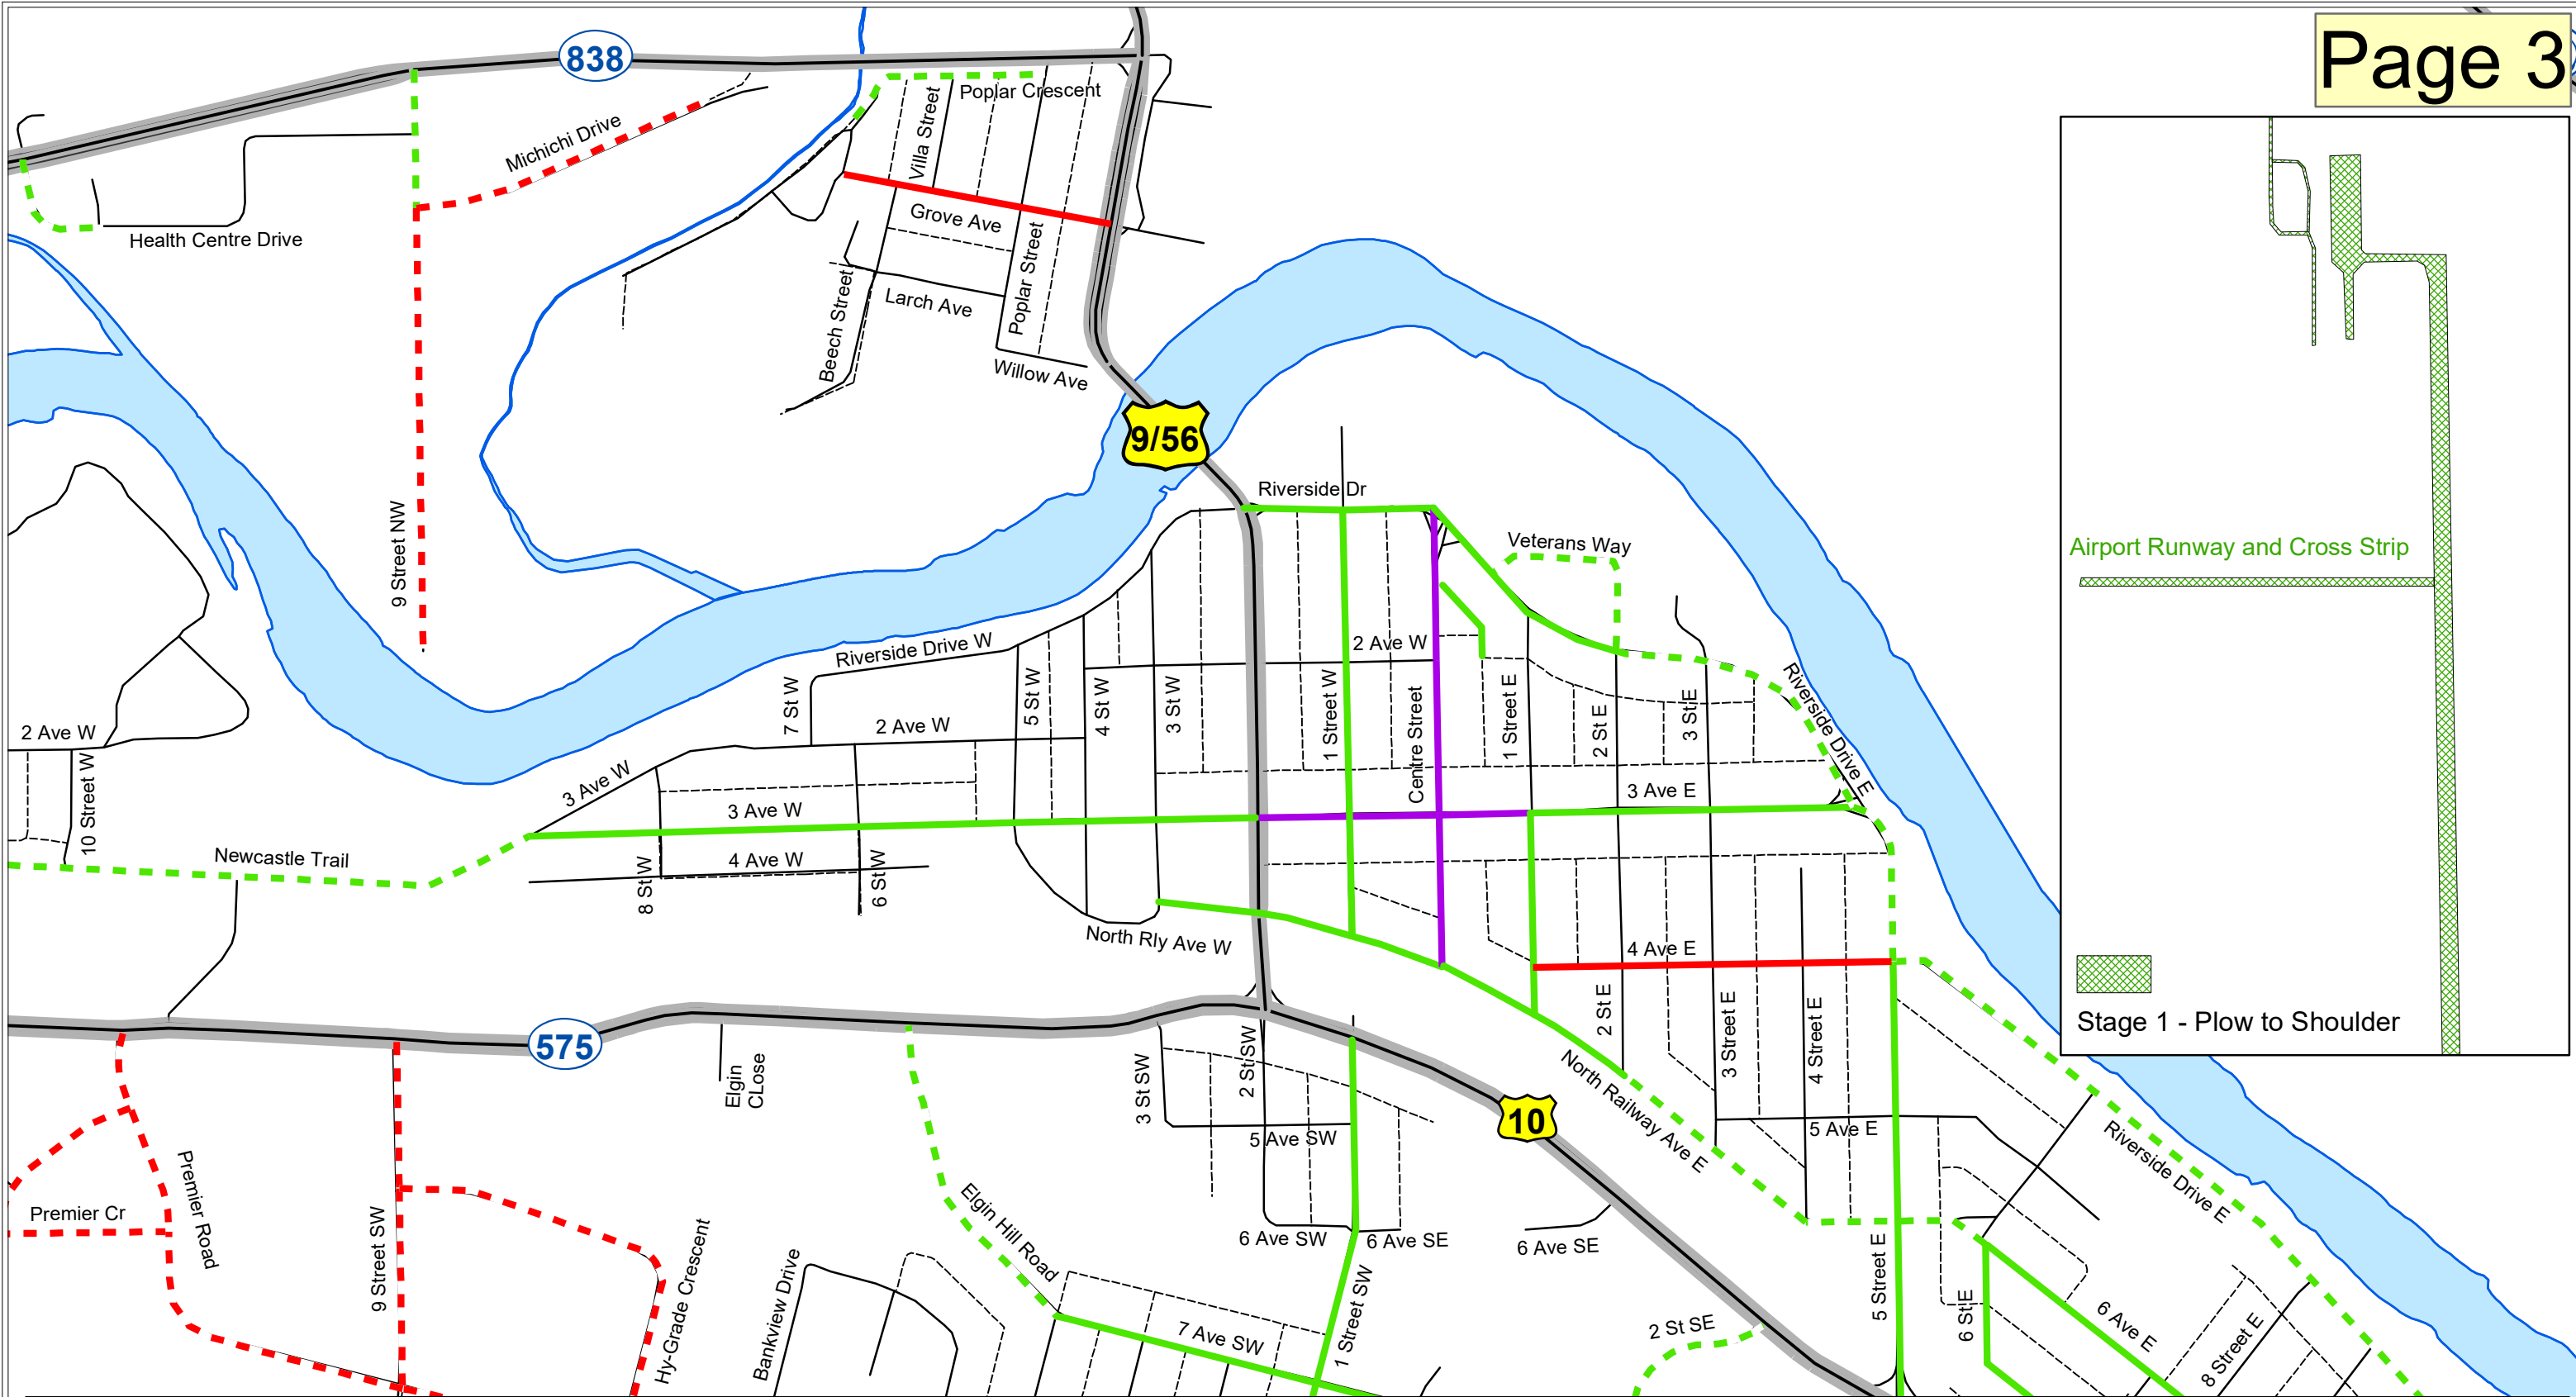 Page 3
838
Poplar Crescent
Villa Street
Michichi Drive
Grove Ave
Health Centre Drive
Poplar Street
Beech Street
Larch Ave
Willow Ave
9/56
9 Street NW
Riverside Dr
Veterans Way
Airport Runway and Cross Strip
Riverside Drive W
2 Ave W
7 St W
5 St W
4 St W
3 St W
1 Street W
Centre Street
1 Street E
2 St E
3 St E
Riverside Drive E
2 Ave W
2 Ave W
10 Street W
3 Ave W
3 Ave W
3 Ave E
Newcastle Trail
4 Ave W
8 St W
6 St W
North Rly Ave W
4 Ave E
2 St E
3 Street E
4 Street E
Stage 1 - Plow to Shoulder
575
Elgin
CLose
3 St SW
2 St SW
10
North Railway Ave E
5 Ave SW
5 Ave E
Riverside Drive E
Premier Road
Premier Cr
9 Street SW
Hy-Grade Crescent
Elgin Hill Road
Bankview Drive
6 Ave SW
6 Ave SE
6 Ave SE
1 Street SW
7 Ave SW
2 St SE
5 Street E
6 St E
6 Ave E
8 Street E